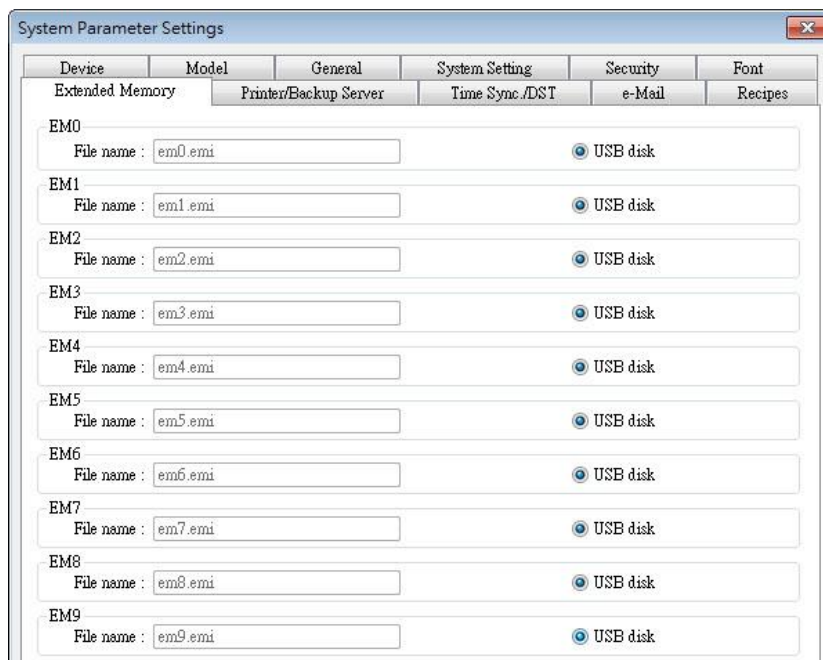 System Parameter Settings
Device Model General System Setting Security Font
Extended Memory Printer/Backup Server Time Sync./DST e-Mail Recipes
EM0
File name : em0.emi USB disk
EM1
File name : em1.emi USB disk
EM2
File name : em2.emi USB disk
EM3
File name : em3.emi USB disk
EM4
File name : em4.emi USB disk
EM5
File name : em5.emi USB disk
EM6
File name : em6.emi USB disk
EM7
File name : em7.emi USB disk
EM8
File name : em8.emi USB disk
EM9
File name : em9.emi USB disk